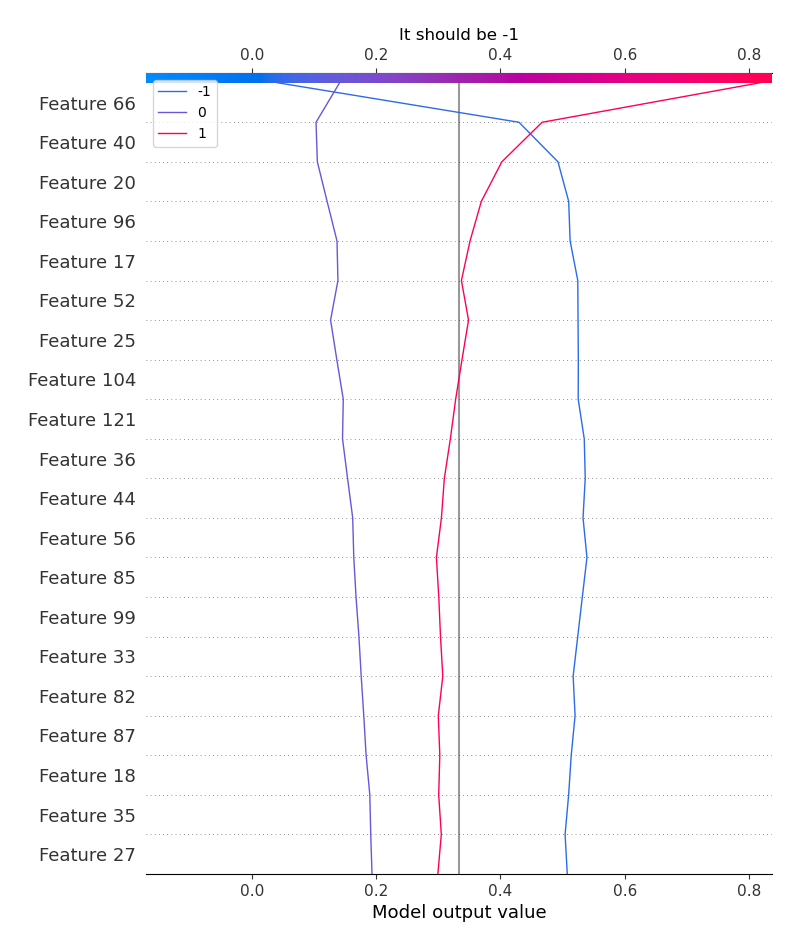 It should be -1
0.0 0.2 0.4 0.6 0.8
-1
0
1
Feature 66
Feature 40
Feature 20
Feature 96
Feature 17
Feature 52
Feature 25
Feature 104
Feature 121
Feature 36
Feature 44
Feature 56
Feature 85
Feature 99
Feature 33
Feature 82
Feature 87
Feature 18
Feature 35
Feature 27
0.0 0.2 0.4 0.6 0.8
Model output value